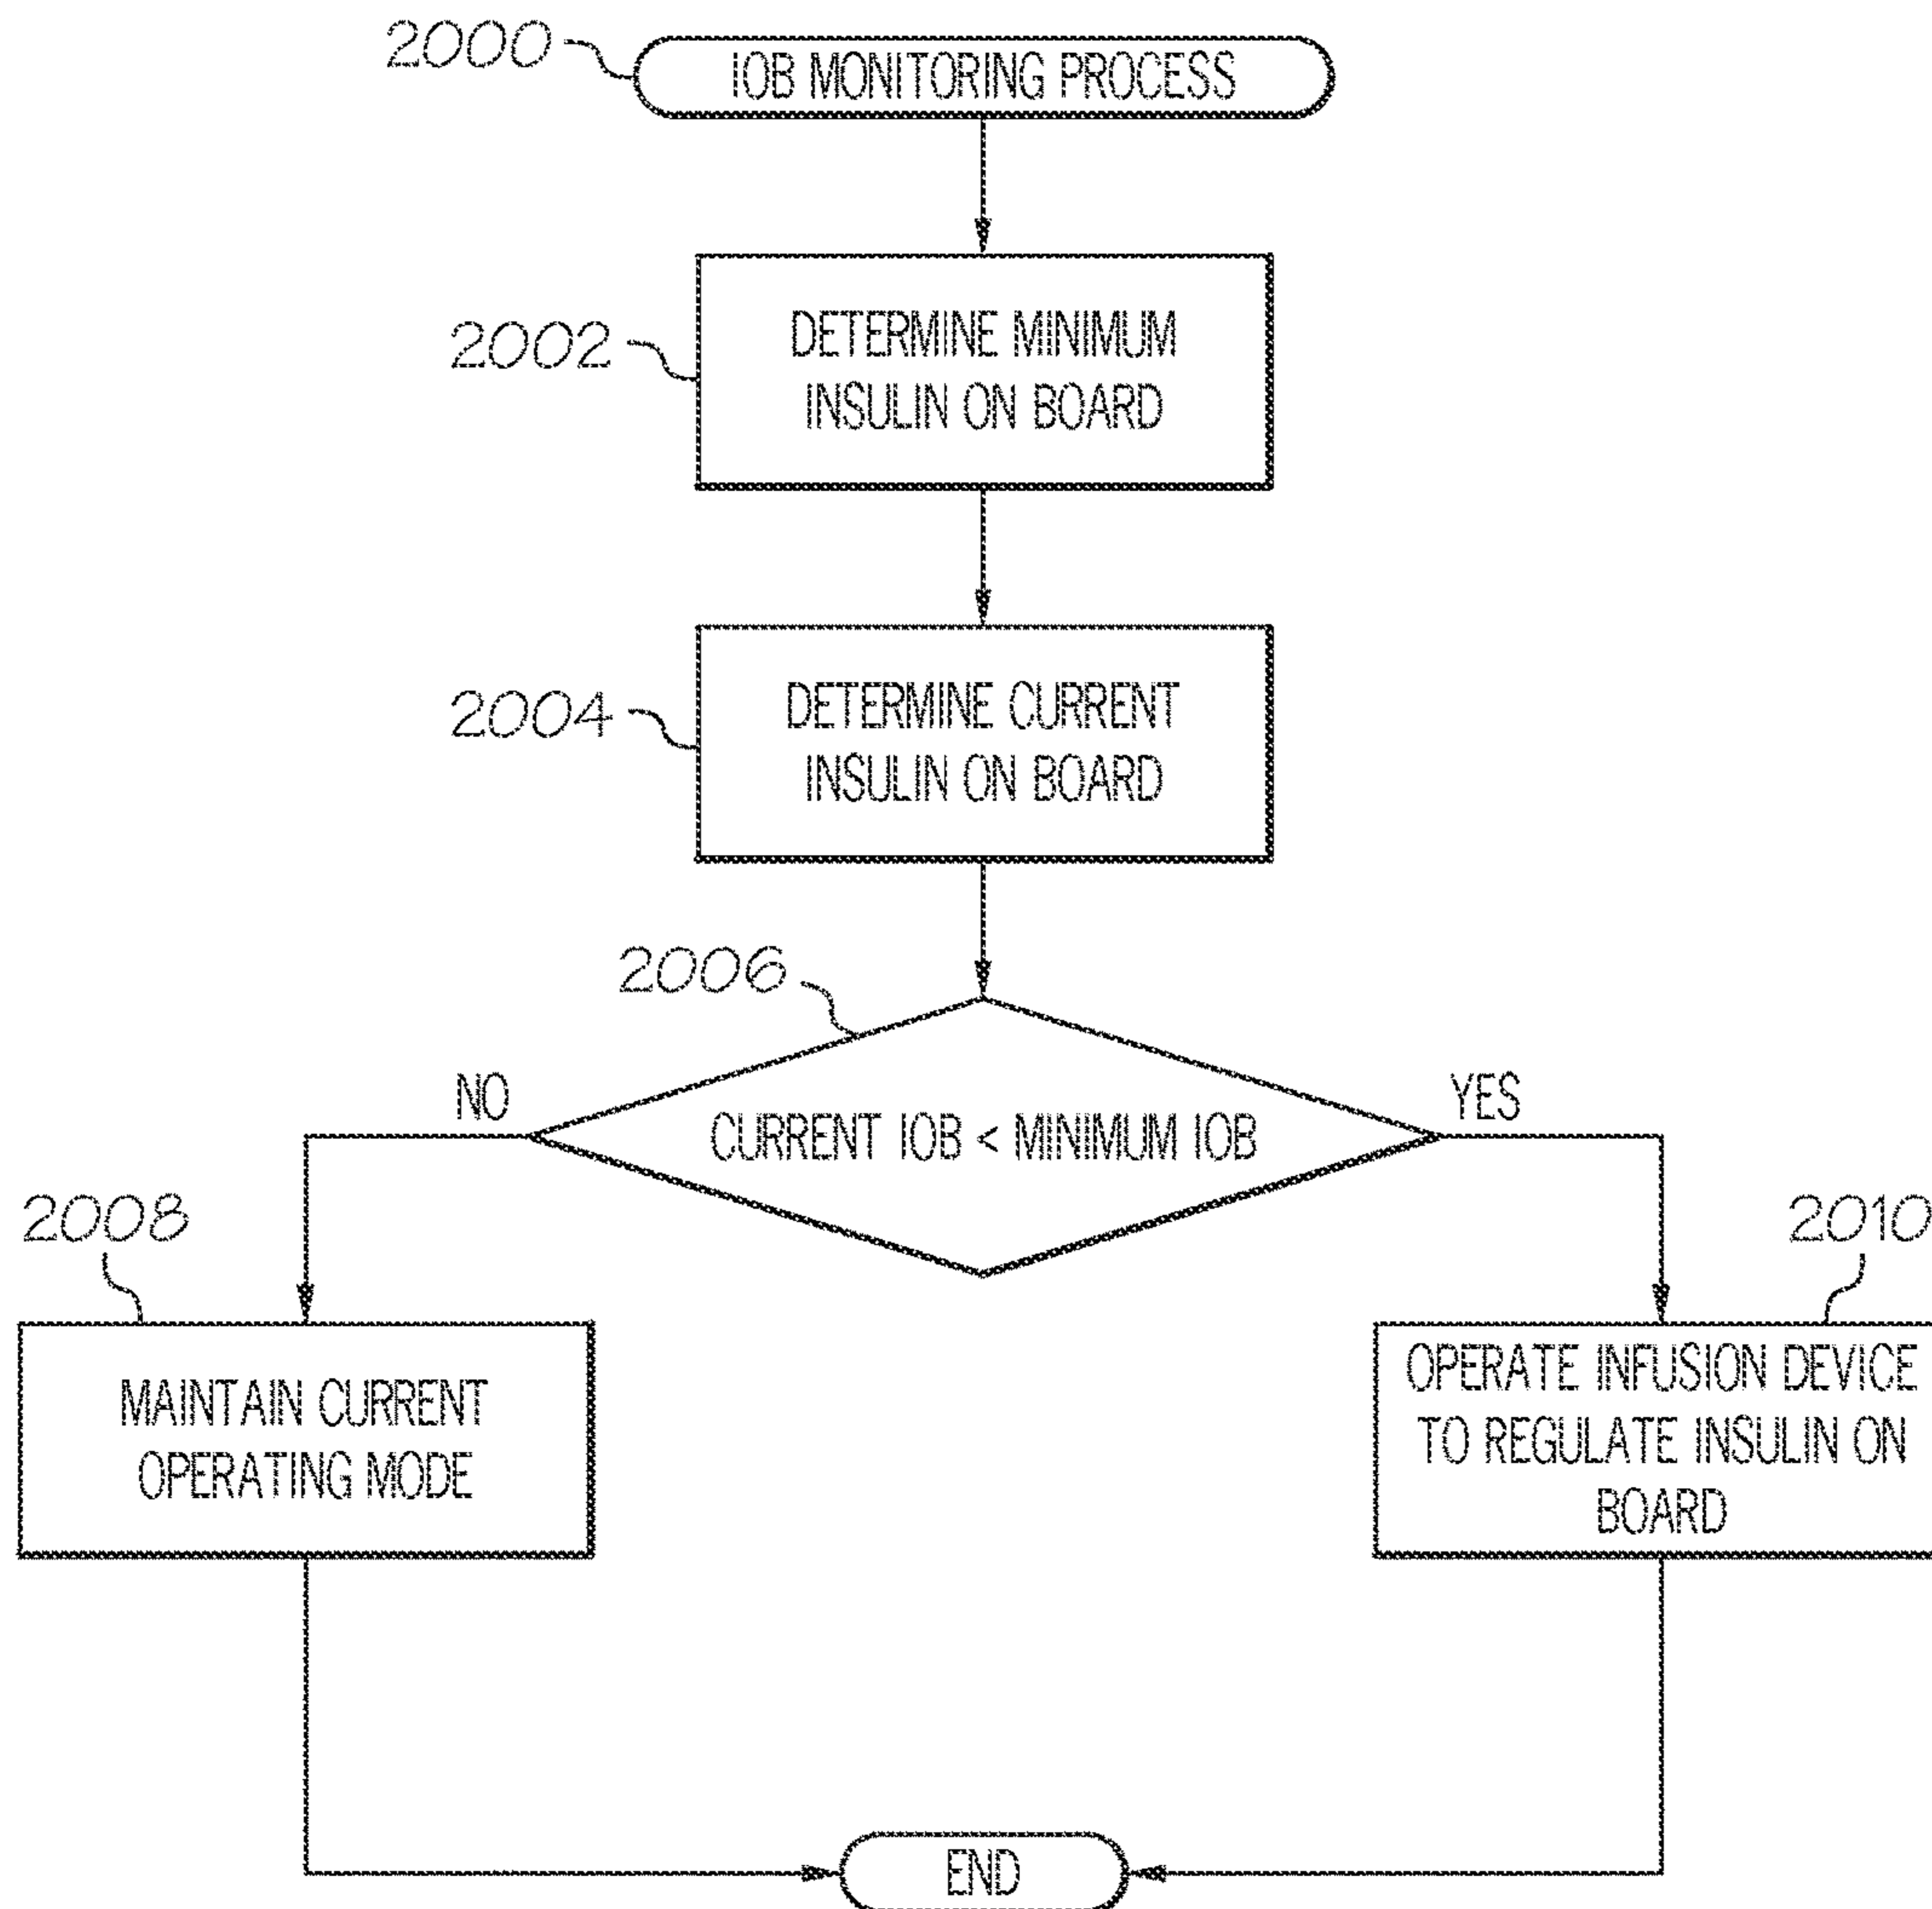 2000
IOB MONITORING PROCESS
2002
DETERMINE MINIMUM
INSULIN ON BOARD
2004
DETERMINE CURRENT
INSULIN ON BOARD
2006
NO
CURRENT IOB < MINIMUM IOB
YES
2008
MAINTAIN CURRENT
OPERATING MODE
2010
OPERATE INFUSION DEVICE
TO REGULATE INSULIN ON
BOARD
END